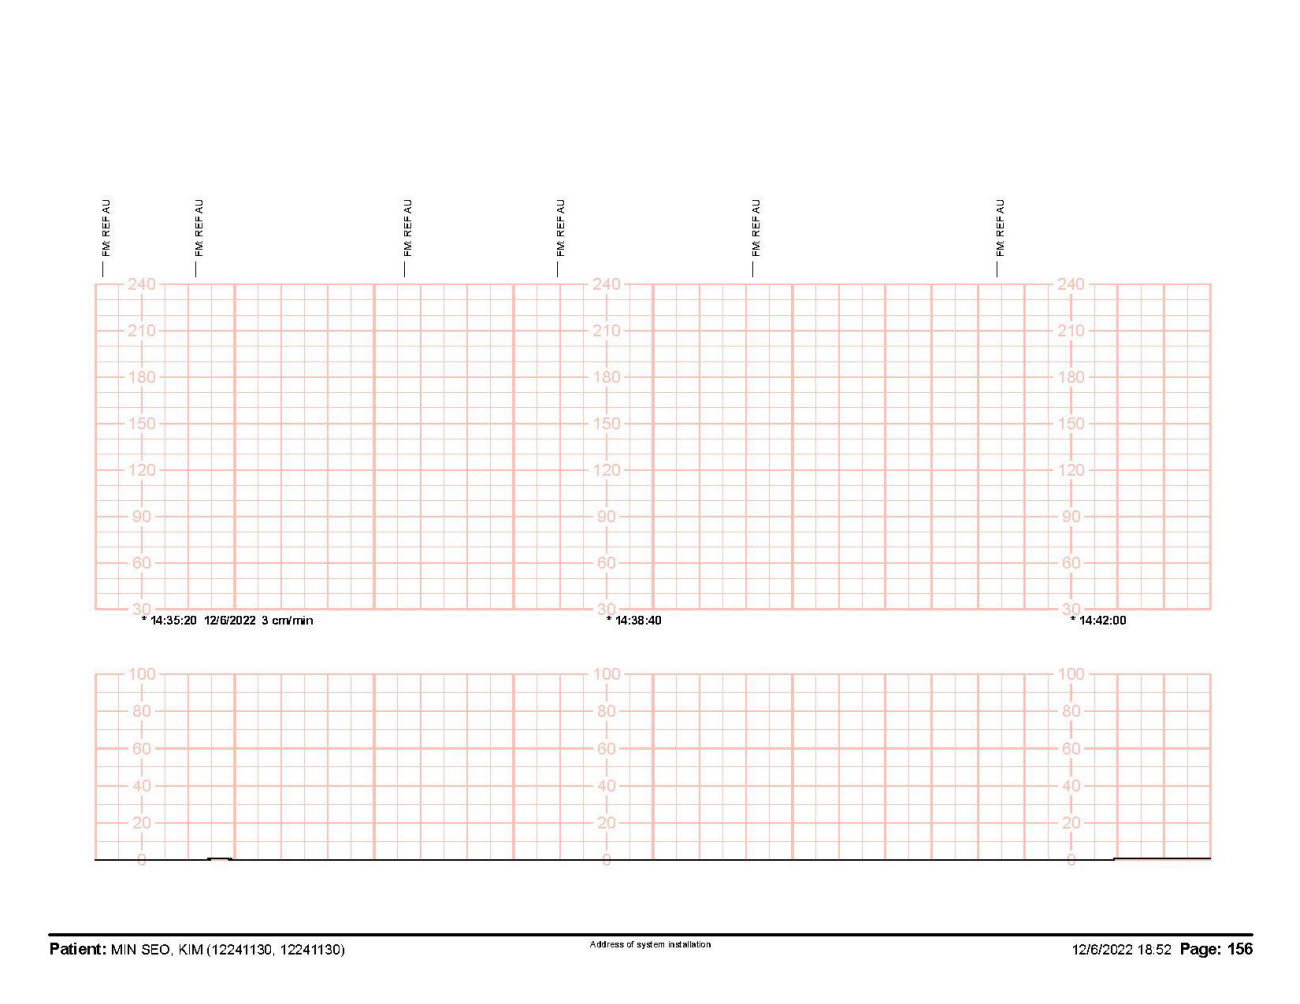 FM: REF AU FM: REF AU FM: REF AU FM: REF AU FM: REF AU FM: REF AU
240 240 240
210 210 210
180 180 180
150 150 150
120 120 120
90 90 90
60 60 60
30 30 30
* 14:35:20 12/6/2022 3 cm/min * 14:38:40 * 14:42:00
100 100 100
80 80 80
60 60 60
40 40 40
20 20 20
0 0 0
Patient: MIN SEO, KIM (12241130, 12241130) Address of system installation 12/6/2022 18:52 Page: 156